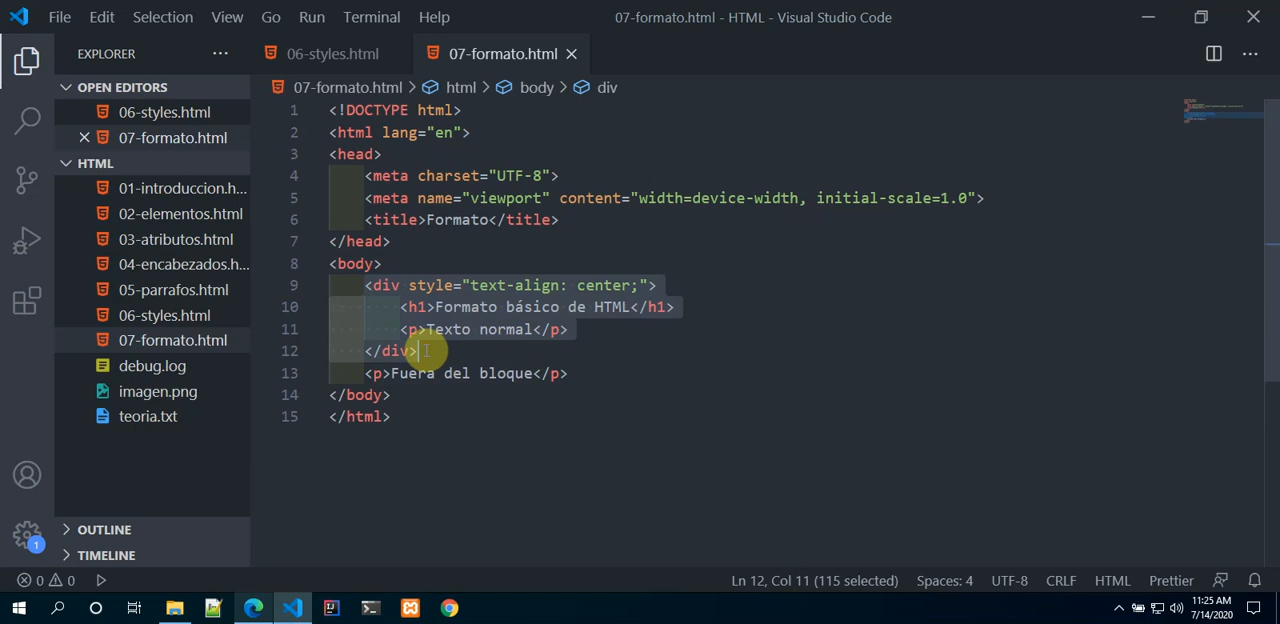 File Edit Selection View Go Run Terminal Help 07-formato.html - HTML - Visual Studio Code
EXPLORER ··· 06-styles.html 07-formato.html
OPEN EDITORS
06-styles.html
07-formato.html
HTML
01-introduccion.h...
02-elementos.html
03-atributos.html
04-encabezados.h...
05-parrafos.html
06-styles.html
07-formato.html
debug.log
imagen.png
teoria.txt
OUTLINE
TIMELINE
1
07-formato.html > html > body > div
1 <!DOCTYPE html>
2 <html lang="en">
3 <head>
4 <meta charset="UTF-8">
5 <meta name="viewport" content="width=device-width, initial-scale=1.0">
6 <title>Formato</title>
7 </head>
8 <body>
9 <div style="text-align: center;">
10 <h1>Formato básico de HTML</h1>
11 <p>Texto normal</p>
12 </div>
13 <p>Fuera del bloque</p>
14 </body>
15 </html>
0 0 Ln 12, Col 11 (115 selected) Spaces: 4 UTF-8 CRLF HTML Prettier
11:25 AM
7/14/2020